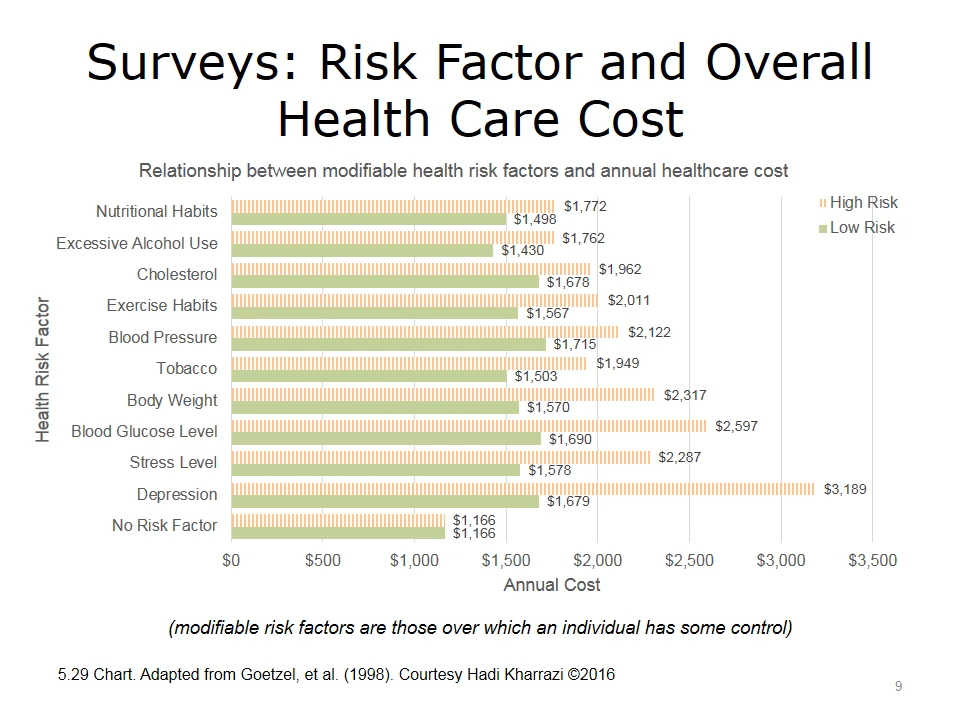 Surveys: Risk Factor and Overall
Health Care Cost
Relationship between modifiable health risk factors and annual healthcare cost
High Risk
Low Risk
Health Risk Factor
Nutritional Habits
$1,772
$1,498
Excessive Alcohol Use
$1,762
$1,430
Cholesterol
$1,962
$1,678
Exercise Habits
$2,011
$1,567
Blood Pressure
$2,122
$1,715
Tobacco
$1,949
$1,503
Body Weight
$2,317
$1,570
Blood Glucose Level
$2,597
$1,690
Stress Level
$2,287
$1,578
Depression
$3,189
$1,679
No Risk Factor
$1,166
$1,166
$0 $500 $1,000 $1,500 $2,000 $2,500 $3,000 $3,500
Annual Cost
(modifiable risk factors are those over which an individual has some control)
5.29 Chart. Adapted from Goetzel, et al. (1998). Courtesy Hadi Kharrazi ©2016
9